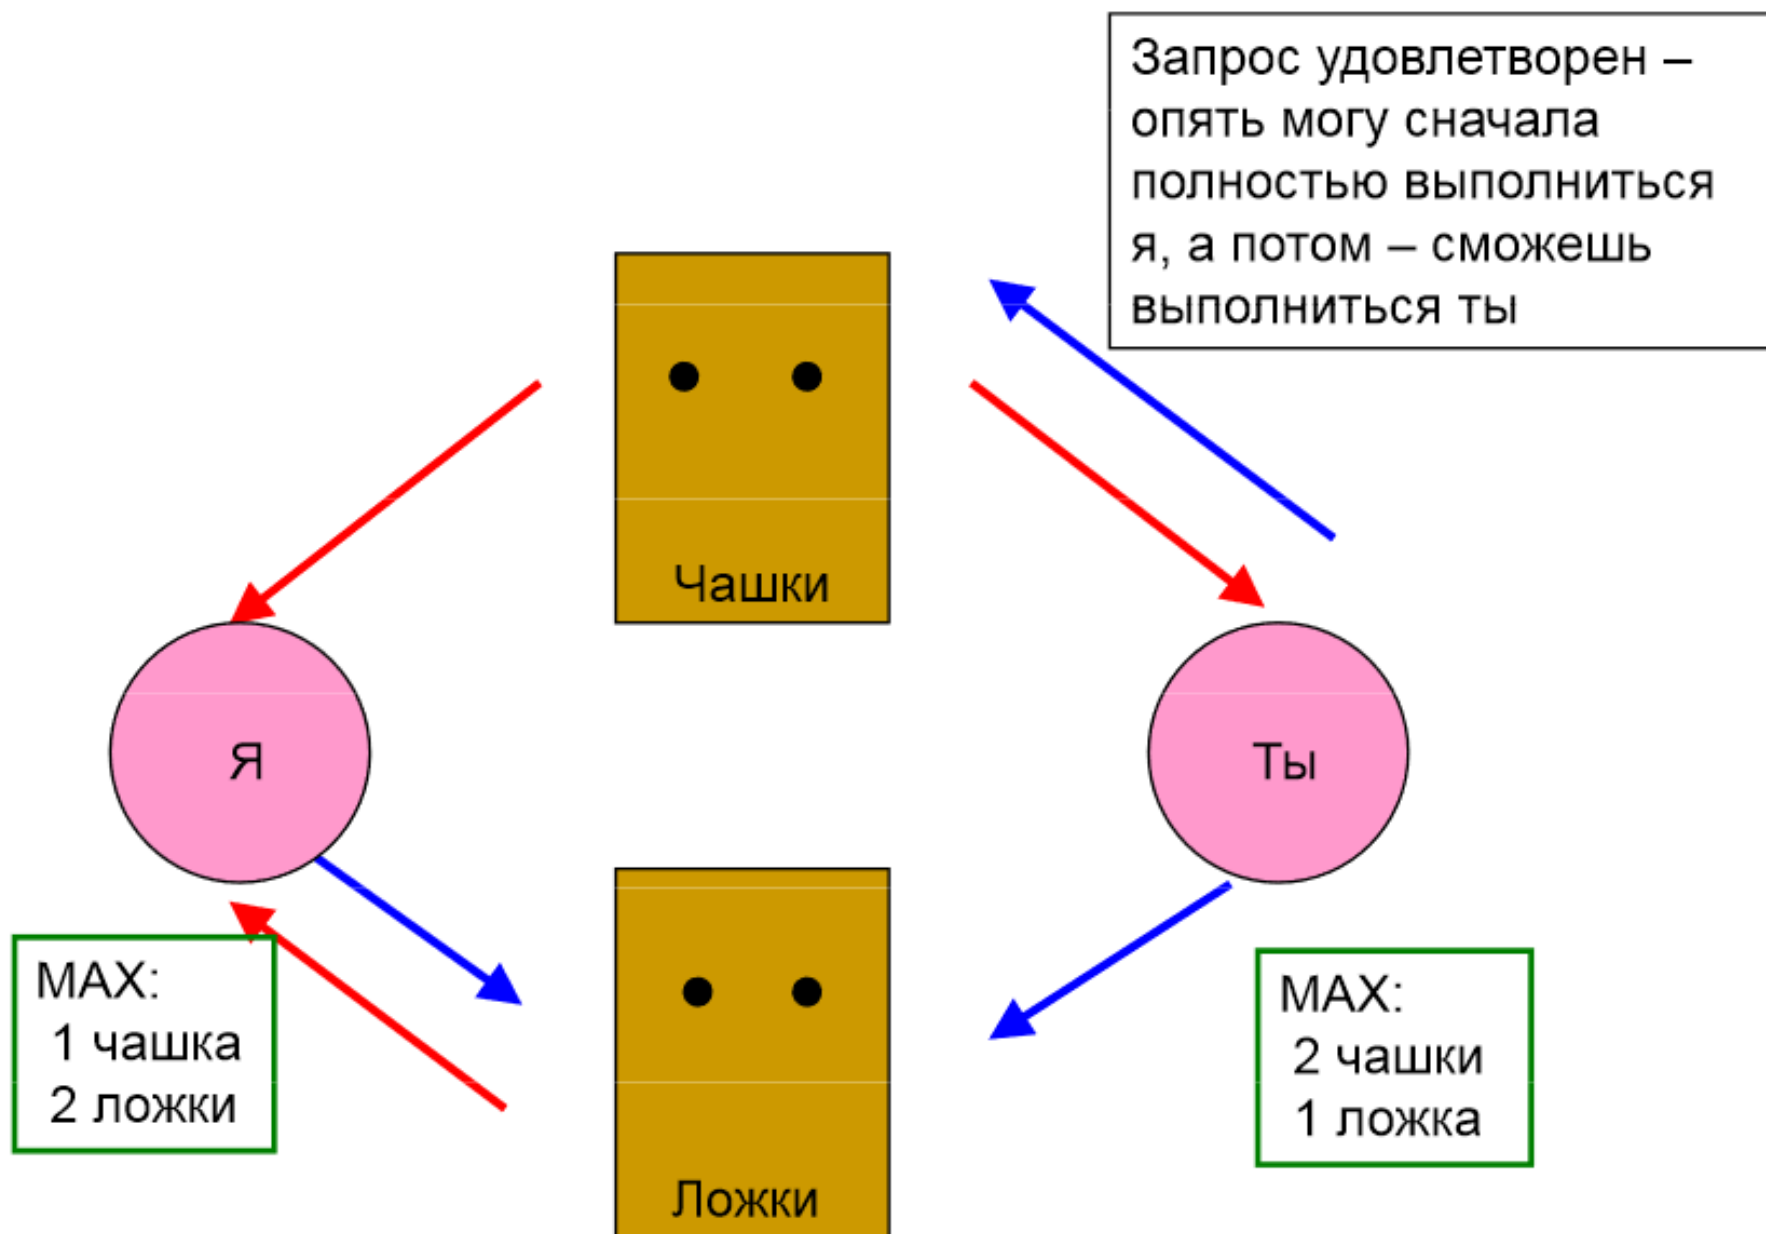 Запрос удовлетворен –
опять могу сначала
полностью выполниться
я, а потом – сможешь
выполниться ты
Чашки
Я
Ты
MAX:
1 чашка
2 ложки
MAX:
2 чашки
1 ложка
Ложки